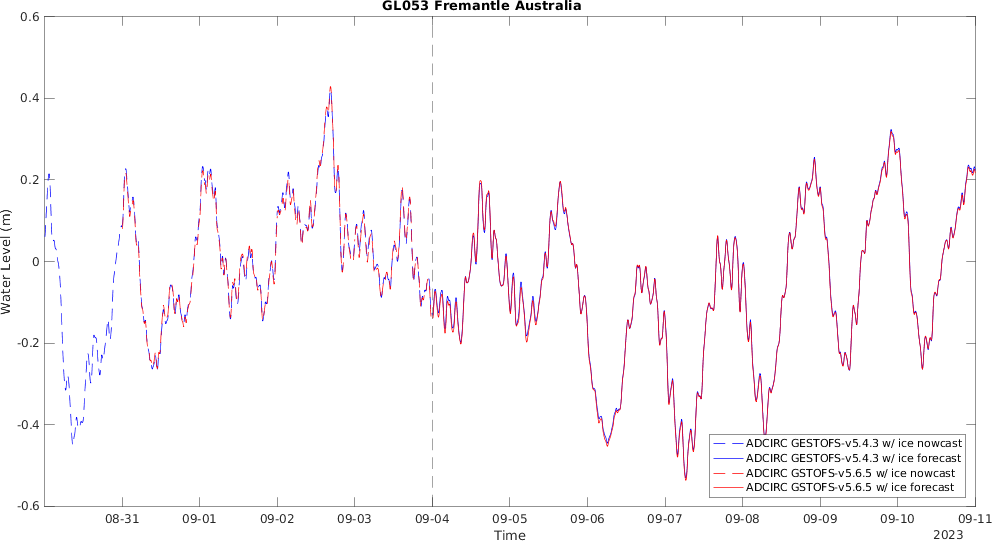 GL053 Fremantle Australia
0.6
0.4
0.2
0
-0.2
-0.4
-0.6
Water Level (m)
ADCIRC GESTOFS-v5.4.3 w/ ice nowcast
ADCIRC GESTOFS-v5.4.3 w/ ice forecast
ADCIRC GSTOFS-v5.6.5 w/ ice nowcast
ADCIRC GSTOFS-v5.6.5 w/ ice forecast
08-31 09-01 09-02 09-03 09-04 09-05 09-06 09-07 09-08 09-09 09-10 09-11
Time
2023